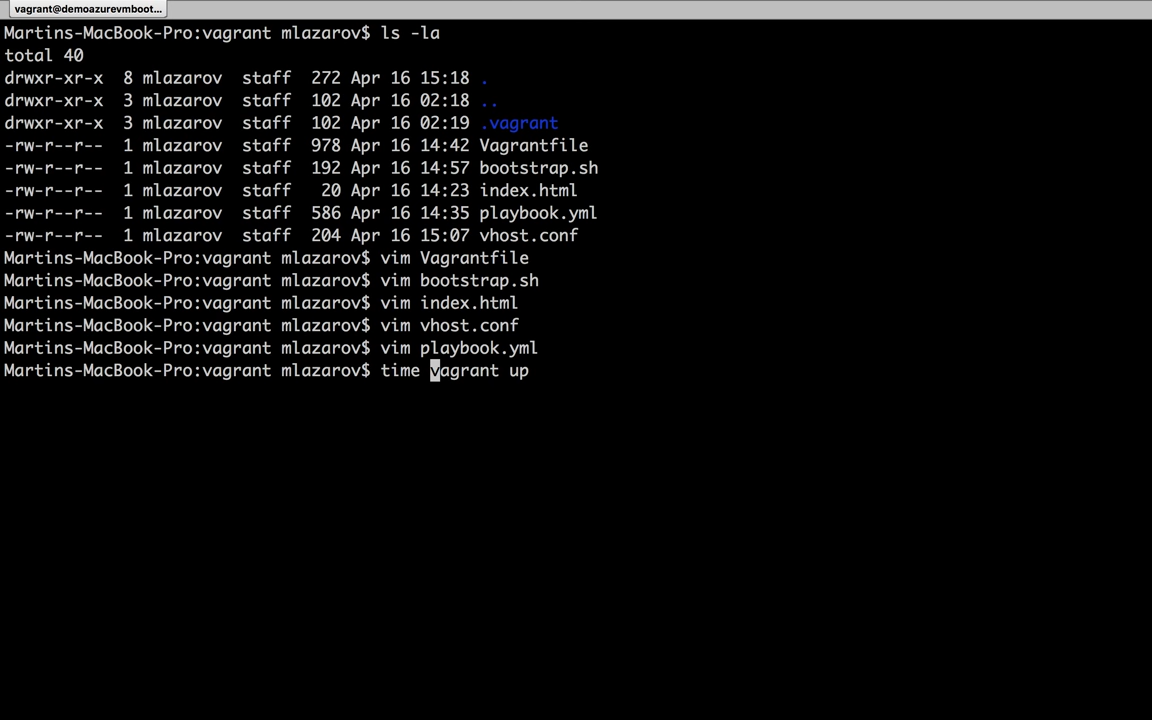 vagrant@demoazurevmboot...
Martins-MacBook-Pro:vagrant mlazarov$ ls -la
total 40
drwxr-xr-x  8 mlazarov  staff  272 Apr 16 15:18 .
drwxr-xr-x  3 mlazarov  staff  102 Apr 16 02:18 ..
drwxr-xr-x  3 mlazarov  staff  102 Apr 16 02:19 .vagrant
-rw-r--r--  1 mlazarov  staff  978 Apr 16 14:42 Vagrantfile
-rw-r--r--  1 mlazarov  staff  192 Apr 16 14:57 bootstrap.sh
-rw-r--r--  1 mlazarov  staff   20 Apr 16 14:23 index.html
-rw-r--r--  1 mlazarov  staff  586 Apr 16 14:35 playbook.yml
-rw-r--r--  1 mlazarov  staff  204 Apr 16 15:07 vhost.conf
Martins-MacBook-Pro:vagrant mlazarov$ vim Vagrantfile
Martins-MacBook-Pro:vagrant mlazarov$ vim bootstrap.sh
Martins-MacBook-Pro:vagrant mlazarov$ vim index.html
Martins-MacBook-Pro:vagrant mlazarov$ vim vhost.conf
Martins-MacBook-Pro:vagrant mlazarov$ vim playbook.yml
Martins-MacBook-Pro:vagrant mlazarov$ time vagrant up